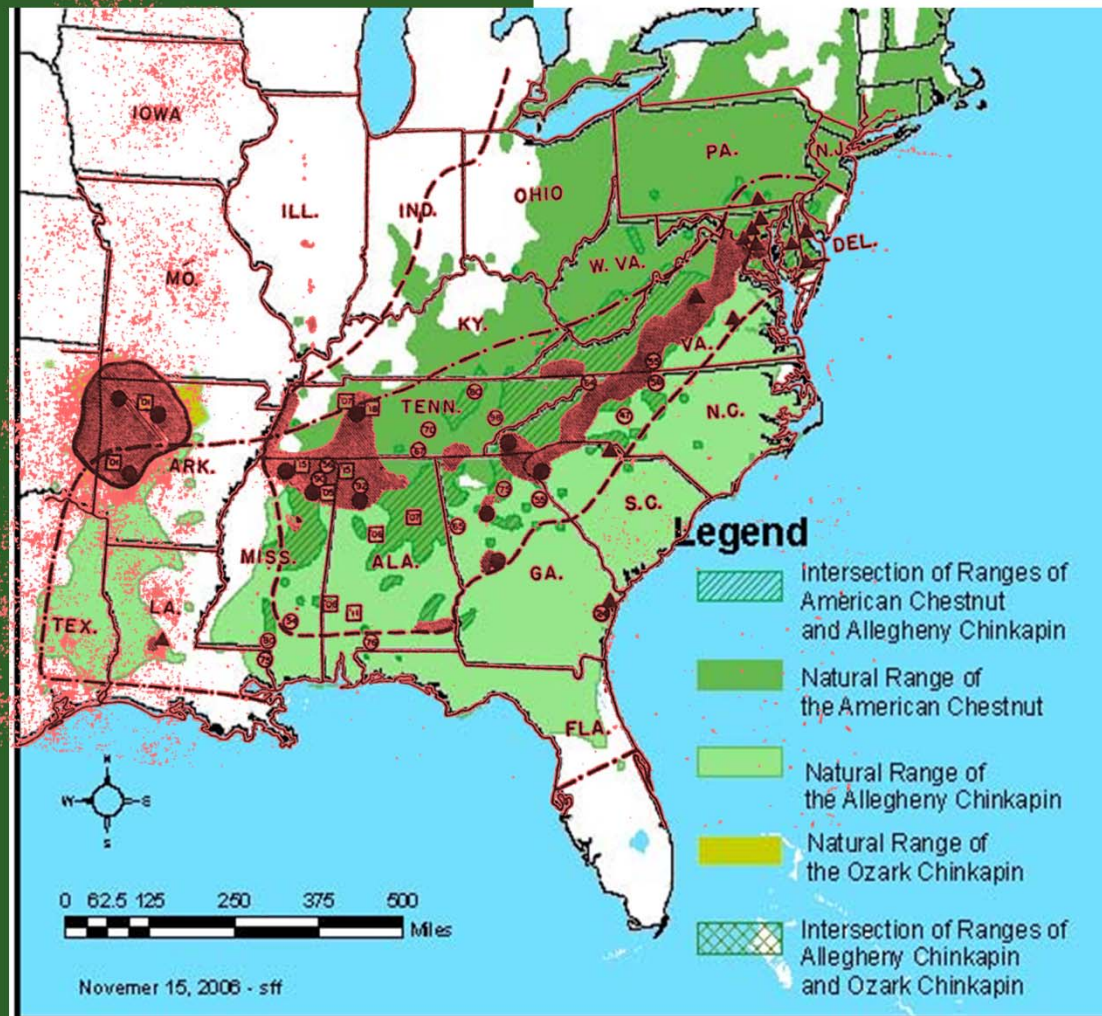 IOWA
PA.
N.J.
OHIO
ILL.
IND.
DEL.
W. VA.
MO.
KY.
VA.
TENN.
N.C.
ARK.
S.C.
MISS.
ALA.
GA.
LA.
TEX.
FLA.
Legend
Intersection of Ranges of
American Chestnut
and Allegheny Chinkapin
Natural Range of
the American Chestnut
Natural Range of
the Allegheny Chinkapin
Natural Range of
the Ozark Chinkapin
Intersection of Ranges of
Allegheny Chinkapin
and Ozark Chinkapin
N
W
S
0 62.5 125 250 375 500
Miles
Novemer 15, 2006 - sff